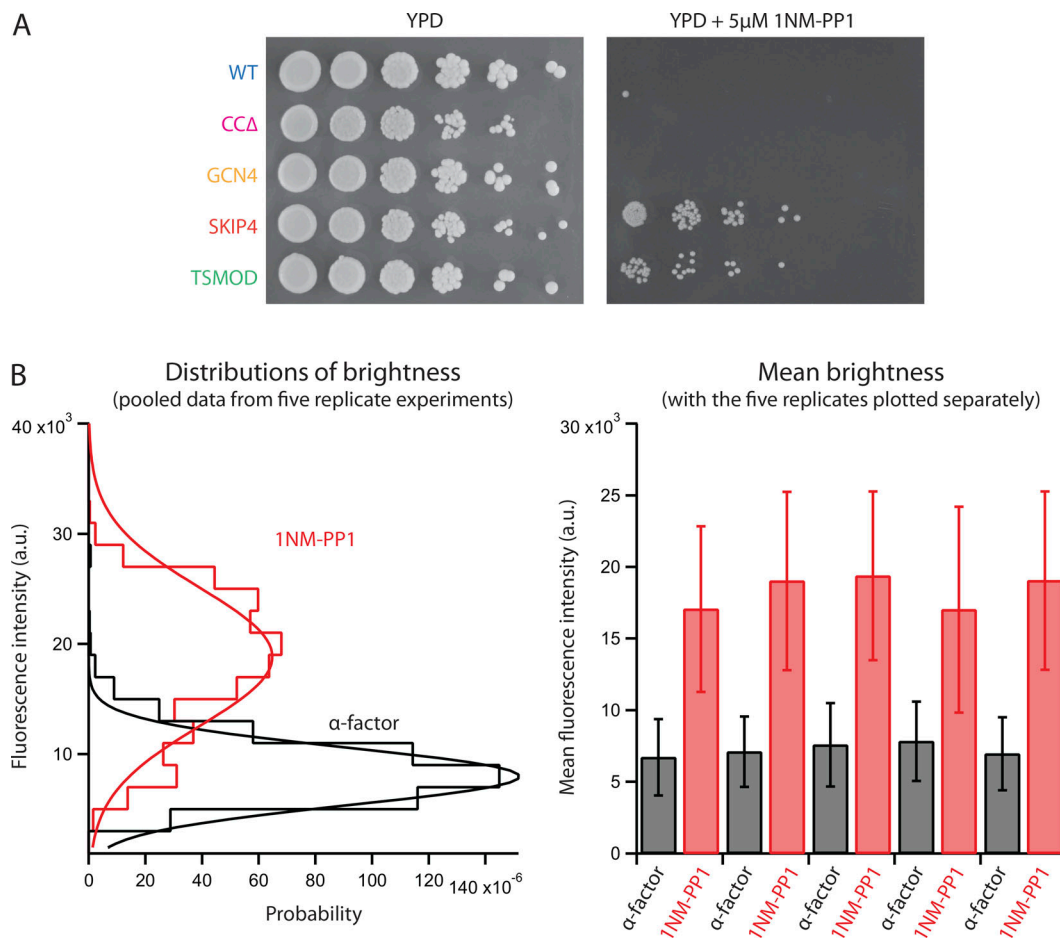 A
YPD
YPD + 5μM 1NM-PP1
WT
CCΔ
GCN4
SKIP4
TSMOD
B
Distributions of brightness
(pooled data from five replicate experiments)
Mean brightness
(with the five replicates plotted separately)
40 x10³
30
20
10
Fluorescence intensity (a.u.)
1NM-PP1
α-factor
0
20
40
60
80
100
120
140 x10⁻⁶
Probability
30 x10³
25
20
15
10
5
0
Mean fluorescence intensity (a.u.)
α-factor
1NM-PP1
α-factor
1NM-PP1
α-factor
1NM-PP1
α-factor
1NM-PP1
α-factor
1NM-PP1